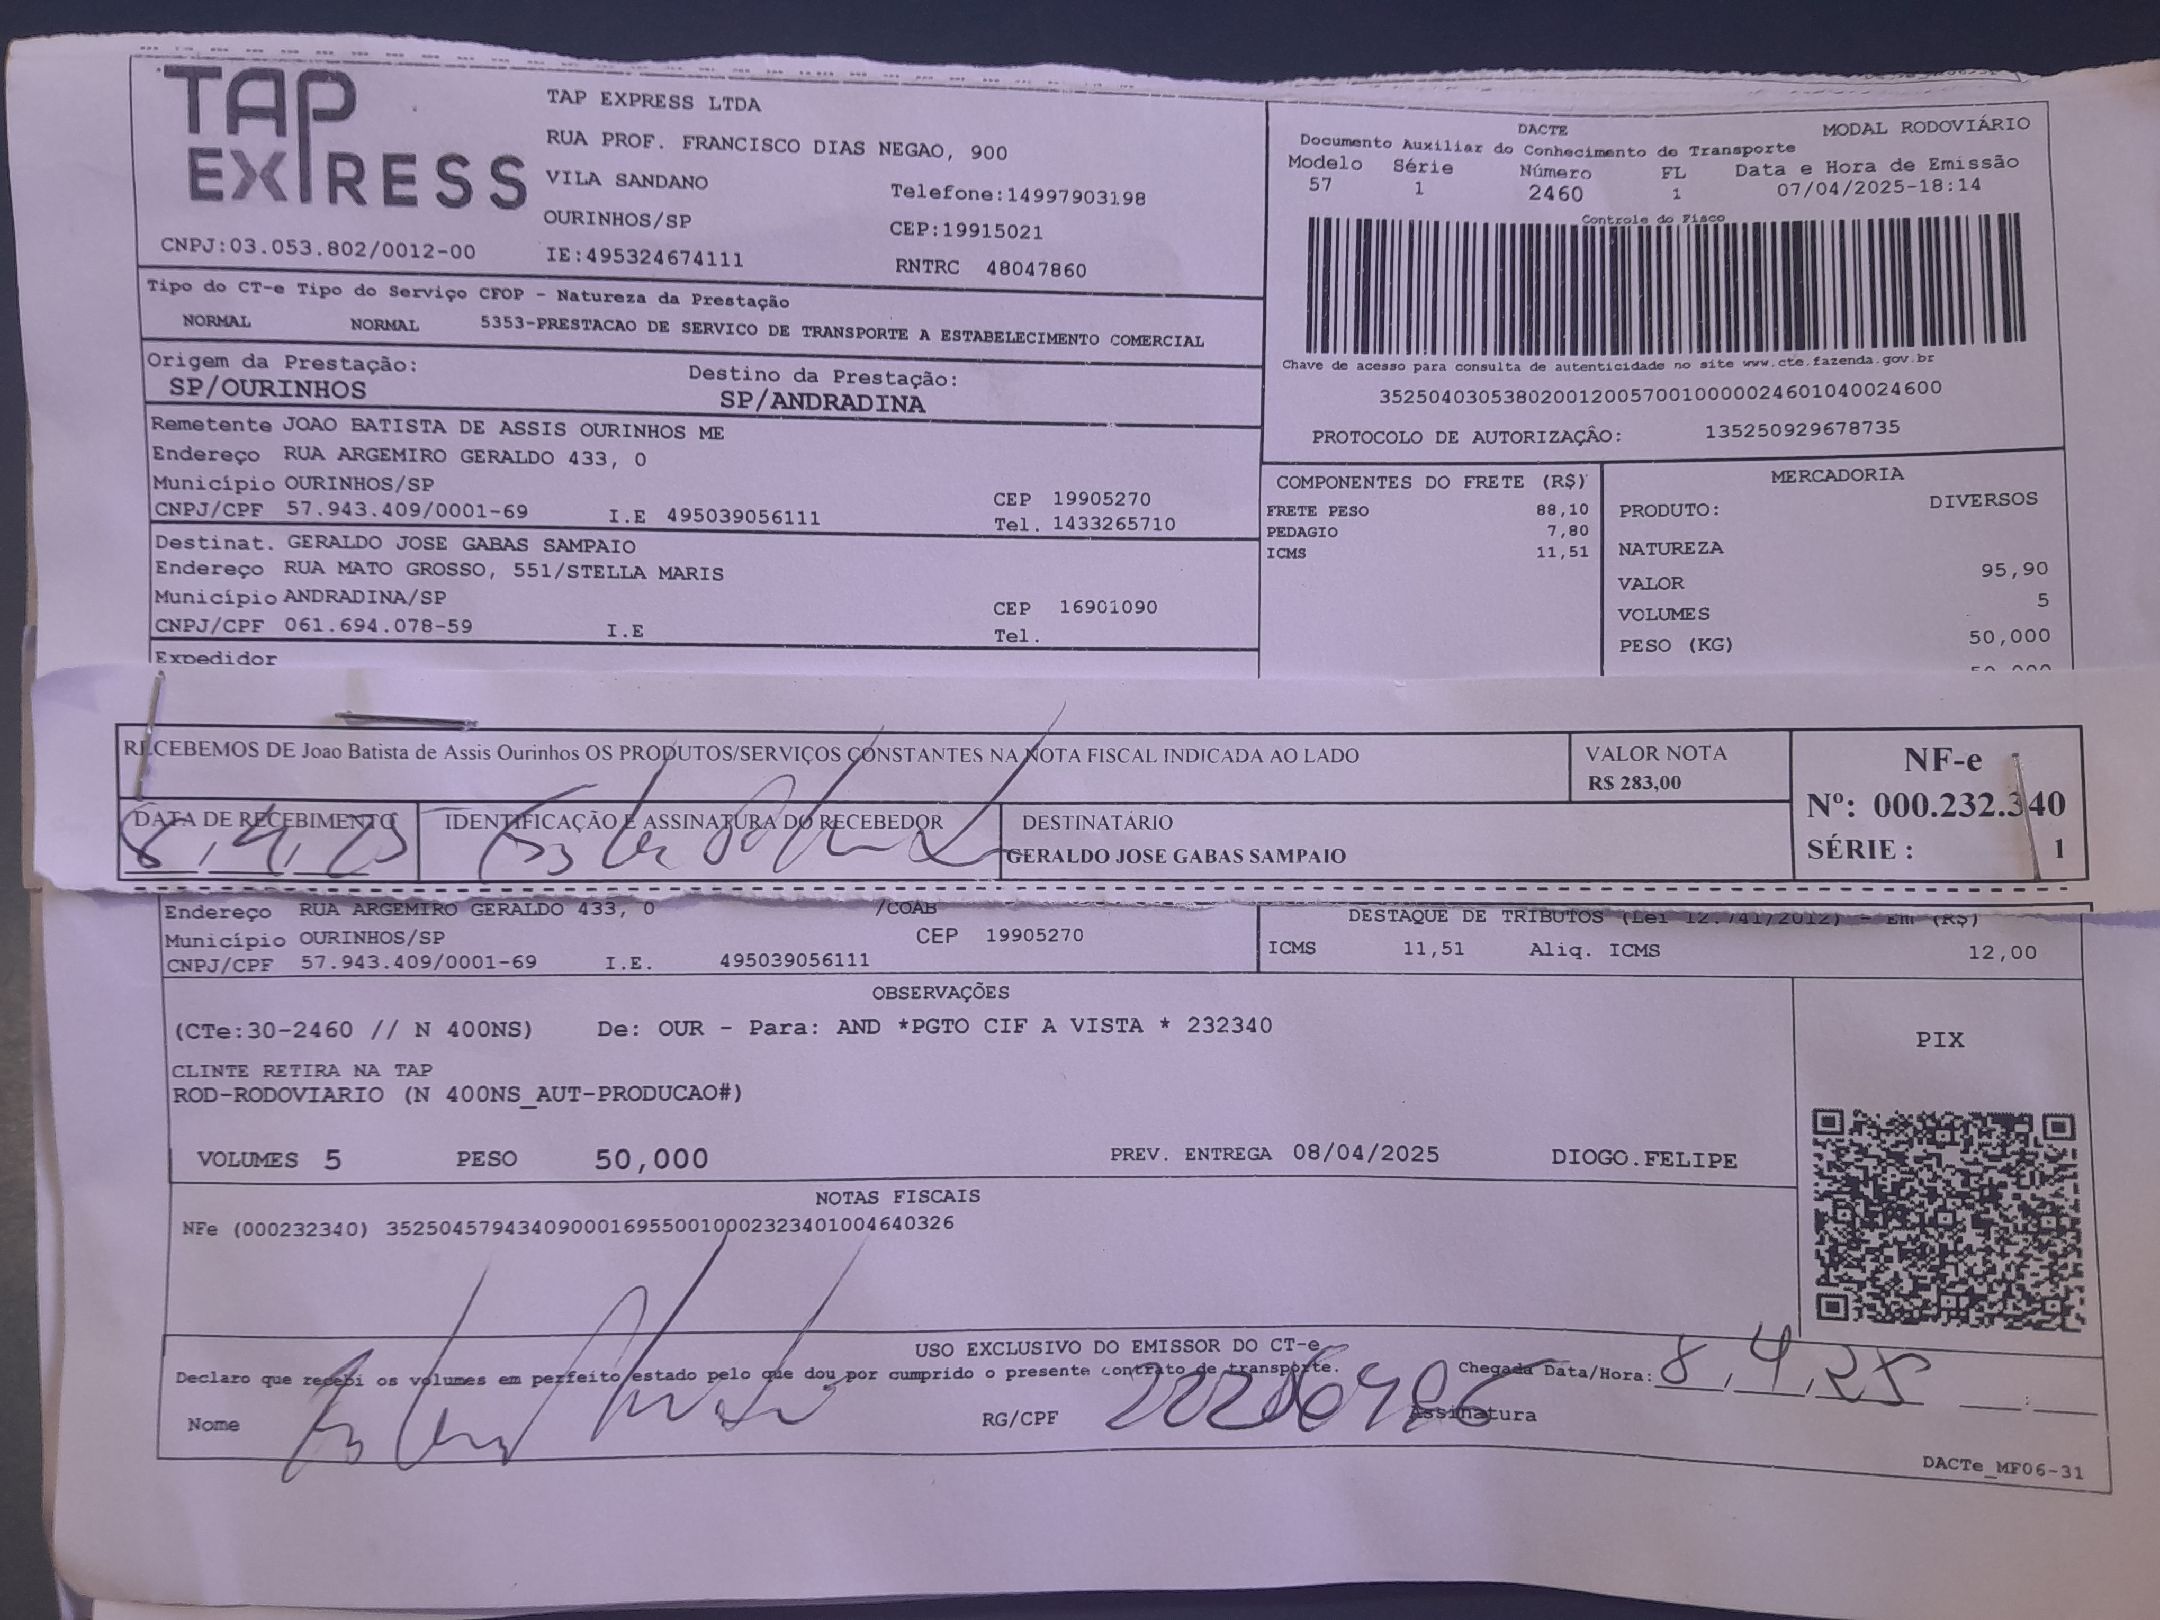 TAP EXPRESS
TAP EXPRESS LTDA
RUA PROF. FRANCISCO DIAS NEGAO, 900
VILA SANDANO
Telefone:14997903198
OURINHOS/SP
CEP:19915021
CNPJ:03.053.802/0012-00
IE:495324674111
RNTRC 48047860
DACTE
MODAL RODOVIÁRIO
Documento Auxiliar do Conhecimento de Transporte
Modelo Série Número FL Data e Hora de Emissão
57 1 2460 1 07/04/2025-18:14
Controle do Fisco
Chave de acesso para consulta de autenticidade no site www.cte.fazenda.gov.br
35250403053802001200570010000024601040024600
PROTOCOLO DE AUTORIZAÇÃO: 135250929678735
Tipo do CT-e Tipo do Serviço CFOP - Natureza da Prestação
NORMAL NORMAL 5353-PRESTACAO DE SERVICO DE TRANSPORTE A ESTABELECIMENTO COMERCIAL
Origem da Prestação: Destino da Prestação:
SP/OURINHOS SP/ANDRADINA
Remetente JOAO BATISTA DE ASSIS OURINHOS ME
Endereço RUA ARGEMIRO GERALDO 433, 0
Município OURINHOS/SP CEP 19905270
CNPJ/CPF 57.943.409/0001-69 I.E 495039056111 Tel. 1433265710
Destinat. GERALDO JOSE GABAS SAMPAIO
Endereço RUA MATO GROSSO, 551/STELLA MARIS
Município ANDRADINA/SP CEP 16901090
CNPJ/CPF 061.694.078-59 I.E Tel.
Expedidor
COMPONENTES DO FRETE (R$)
FRETE PESO 88,10
PEDAGIO 7,80
ICMS 11,51
MERCADORIA
PRODUTO: DIVERSOS
NATUREZA
VALOR 95,90
VOLUMES 5
PESO (KG) 50,000
50,000
RECEBEMOS DE Joao Batista de Assis Ourinhos OS PRODUTOS/SERVIÇOS CONSTANTES NA NOTA FISCAL INDICADA AO LADO
VALOR NOTA
R$ 283,00
NF-e
Nº: 000.232.340
SÉRIE : 1
DATA DE RECEBIMENTO
8,4,25
IDENTIFICAÇÃO E ASSINATURA DO RECEBEDOR
DESTINATÁRIO
GERALDO JOSE GABAS SAMPAIO
Endereço RUA ARGEMIRO GERALDO 433, 0 /COAB
Município OURINHOS/SP CEP 19905270
CNPJ/CPF 57.943.409/0001-69 I.E. 495039056111
DESTAQUE DE TRIBUTOS (Lei 12.741/2012) - Em (R$)
ICMS 11,51 Aliq. ICMS 12,00
OBSERVAÇÕES
(CTe:30-2460 // N 400NS) De: OUR - Para: AND *PGTO CIF A VISTA * 232340
CLINTE RETIRA NA TAP
ROD-RODOVIARIO (N 400NS_AUT-PRODUCAO#)
PIX
VOLUMES 5 PESO 50,000 PREV. ENTREGA 08/04/2025 DIOGO.FELIPE
NOTAS FISCAIS
NFe (000232340) 35250457943409000169550010002323401004640326
USO EXCLUSIVO DO EMISSOR DO CT-e
Declaro que recebi os volumes em perfeito estado pelo que dou por cumprido o presente contrato de transporte.
Chegada Data/Hora: 8,4,25 :
Nome RG/CPF Assinatura
DACTe_MF06-31